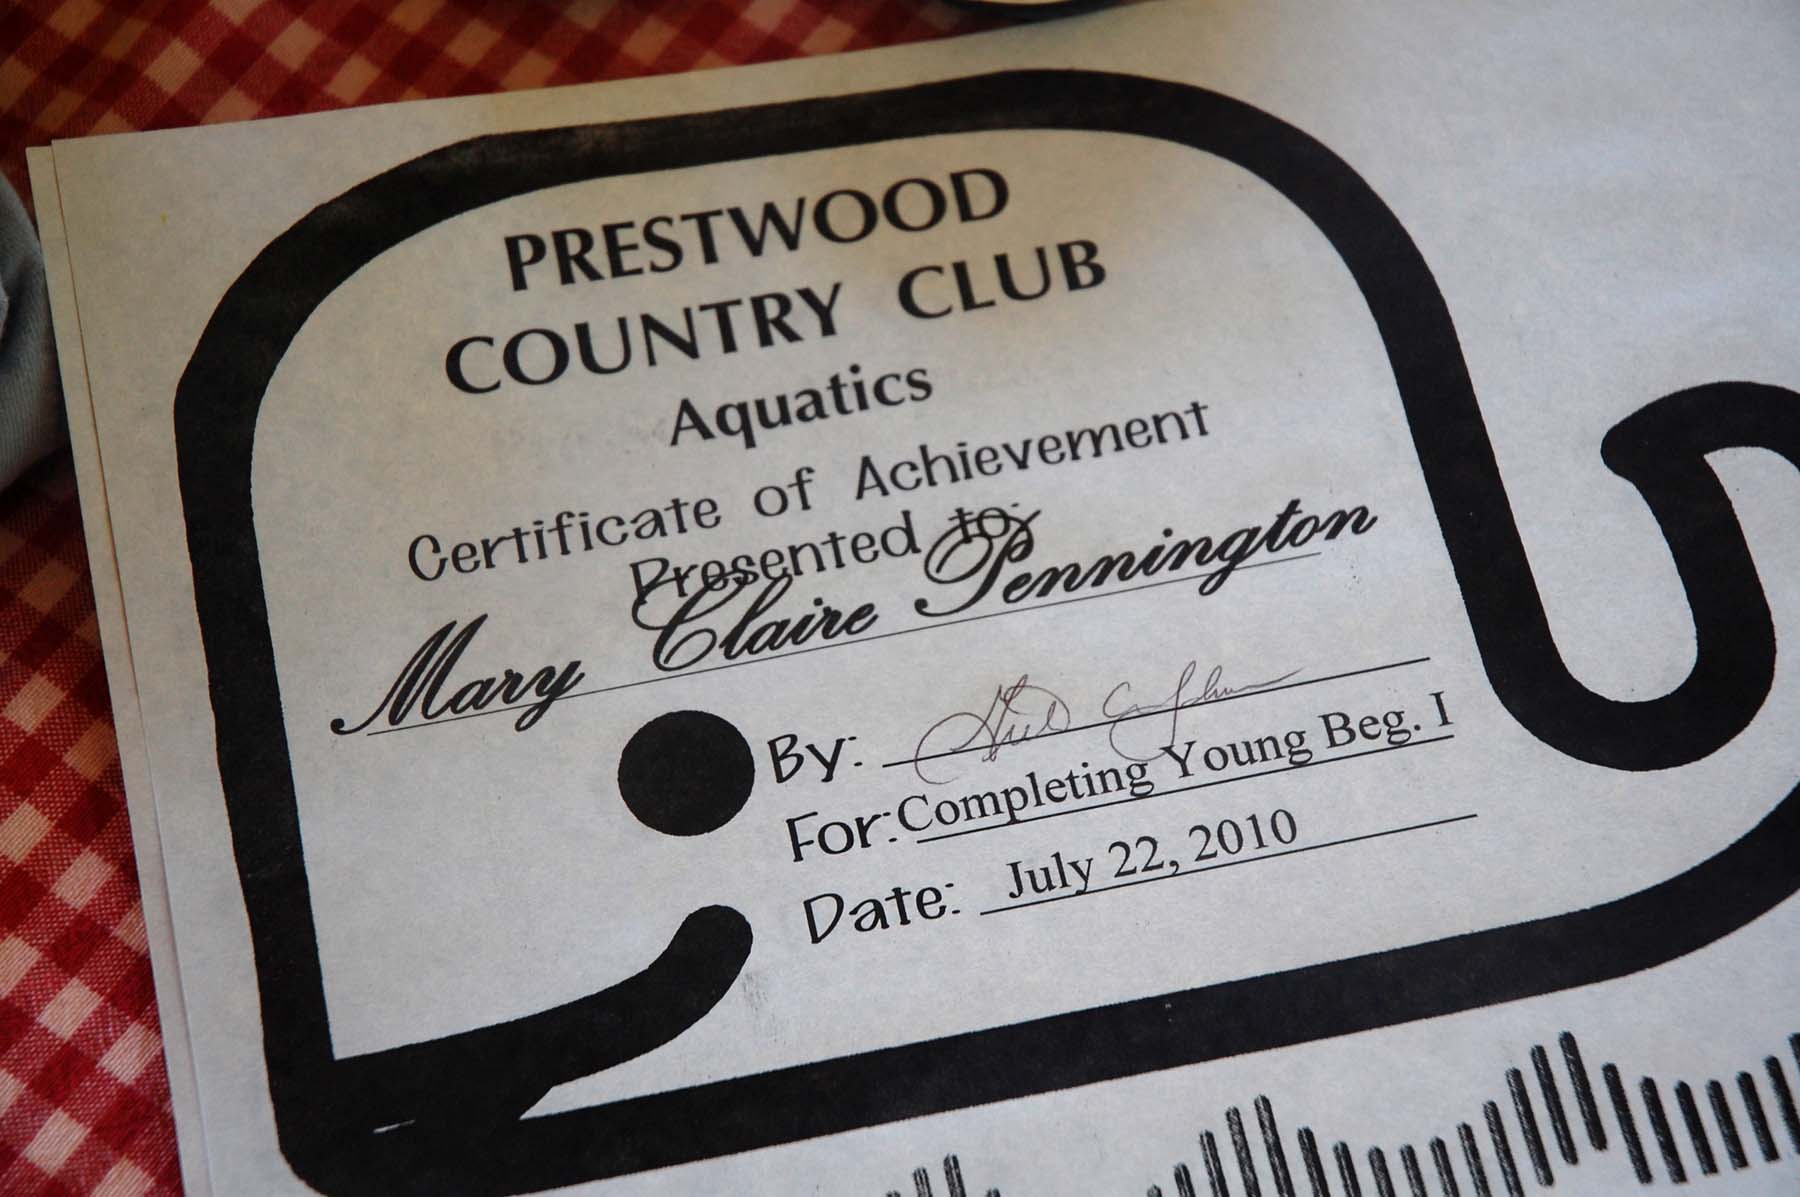 PRESTWOOD
COUNTRY CLUB
Aquatics
Certificate of Achievement
Presented to:
Mary Claire Pennington
By:
For: Completing Young Beg. I
Date: July 22, 2010